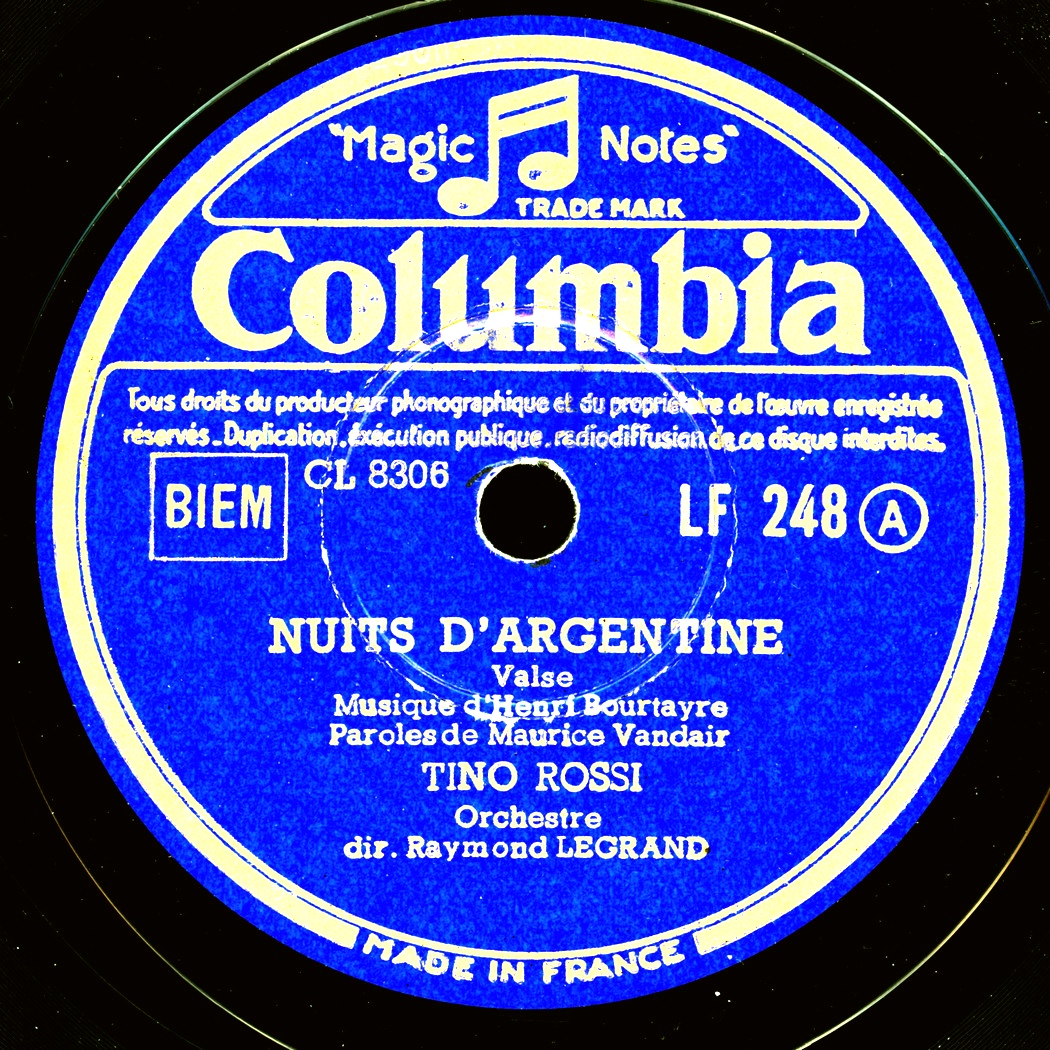 "Magic Notes"
TRADE MARK
Columbia
Tous droits du producteur phonographique et du propriétaire de l'œuvre enregistrée
réservés. Duplication, éxécution publique, radiodiffusion de ce disque interdites.
BIEM
CL 8306
LF 248 A
NUITS D'ARGENTINE
Valse
Musique d'Henri Bourtayre
Paroles de Maurice Vandair
TINO ROSSI
Orchestre
dir. Raymond LEGRAND
MADE IN FRANCE